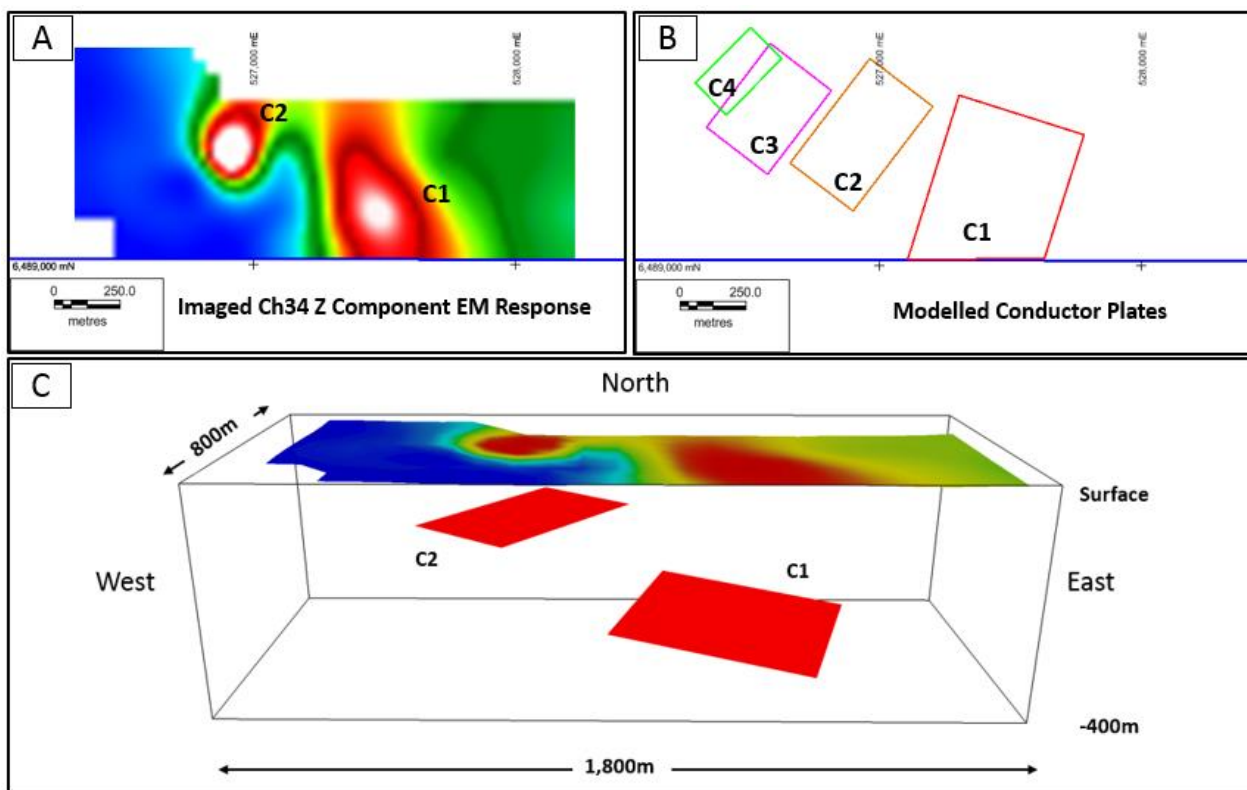 A
527,000 mE
528,000 mE
C2
C1
6,489,000 mN
0 250.0
metres
Imaged Ch34 Z Component EM Response
B
527,000 mE
528,000 mE
C4
C3
C2
C1
6,489,000 mN
0 250.0
metres
Modelled Conductor Plates
C
North
800m
Surface
C2
C1
West
East
-400m
1,800m